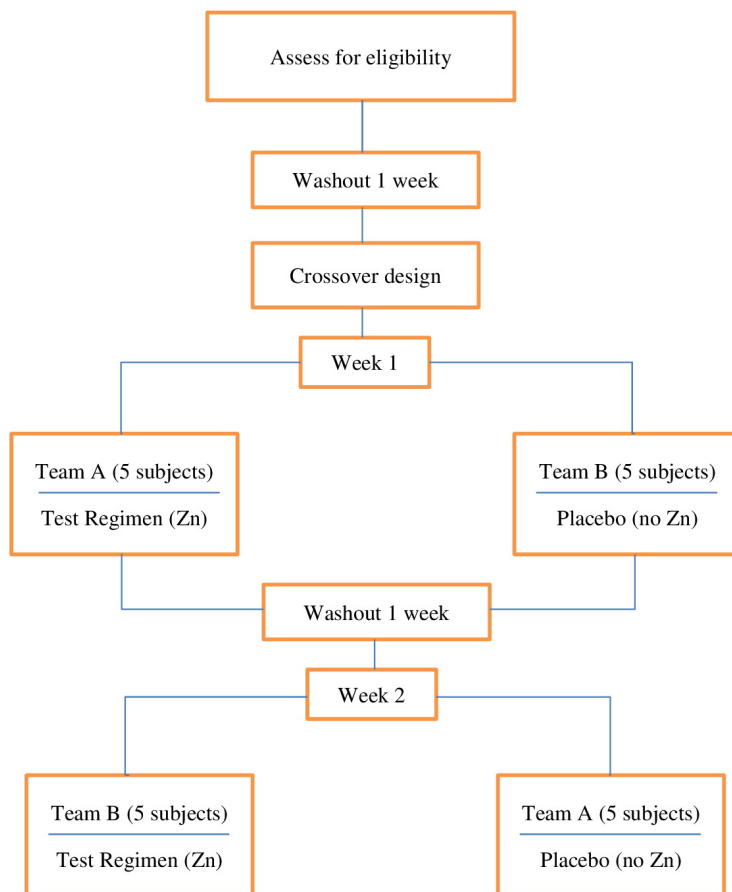 Assess for eligibility
Washout 1 week
Crossover design
Week 1
Team A (5 subjects)
Test Regimen (Zn)
Team B (5 subjects)
Placebo (no Zn)
Washout 1 week
Week 2
Team B (5 subjects)
Test Regimen (Zn)
Team A (5 subjects)
Placebo (no Zn)